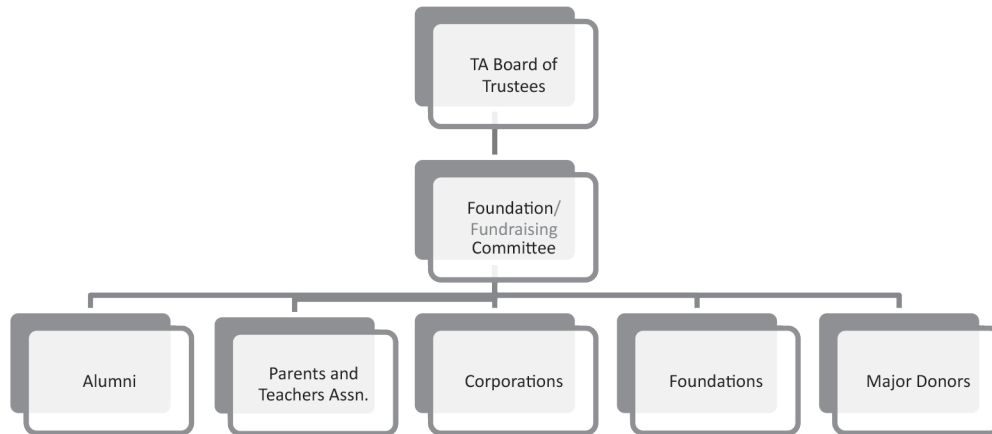 TA Board of
Trustees
Foundation/
Fundraising
Committee
Alumni
Parents and
Teachers Assn.
Corporations
Foundations
Major Donors